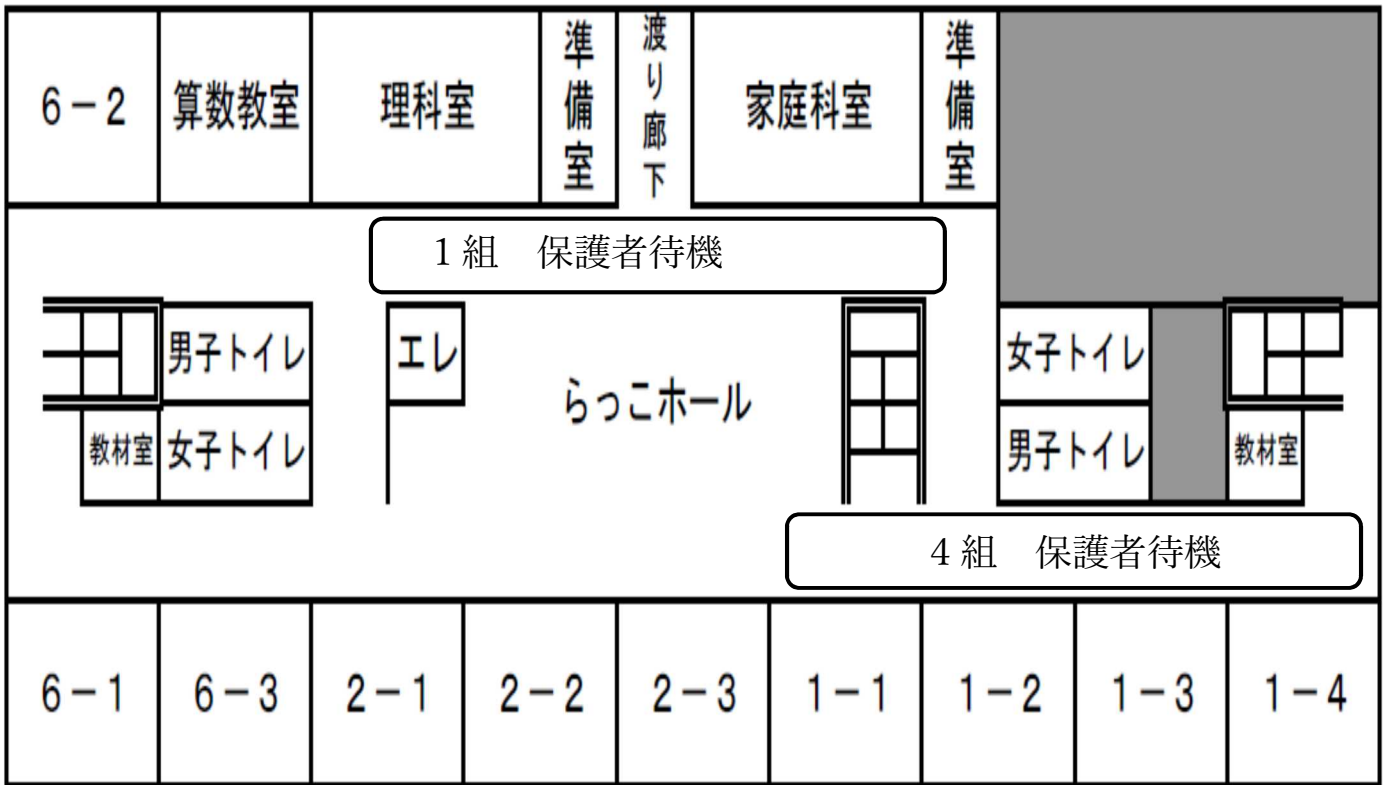 6－2
算数教室
理科室
準備室
渡り廊下
家庭科室
準備室
１組　保護者待機
男子トイレ
エレ
らっこホール
女子トイレ
教材室
女子トイレ
男子トイレ
教材室
４組　保護者待機
6－1
6－3
2－1
2－2
2－3
1－1
1－2
1－3
1－4